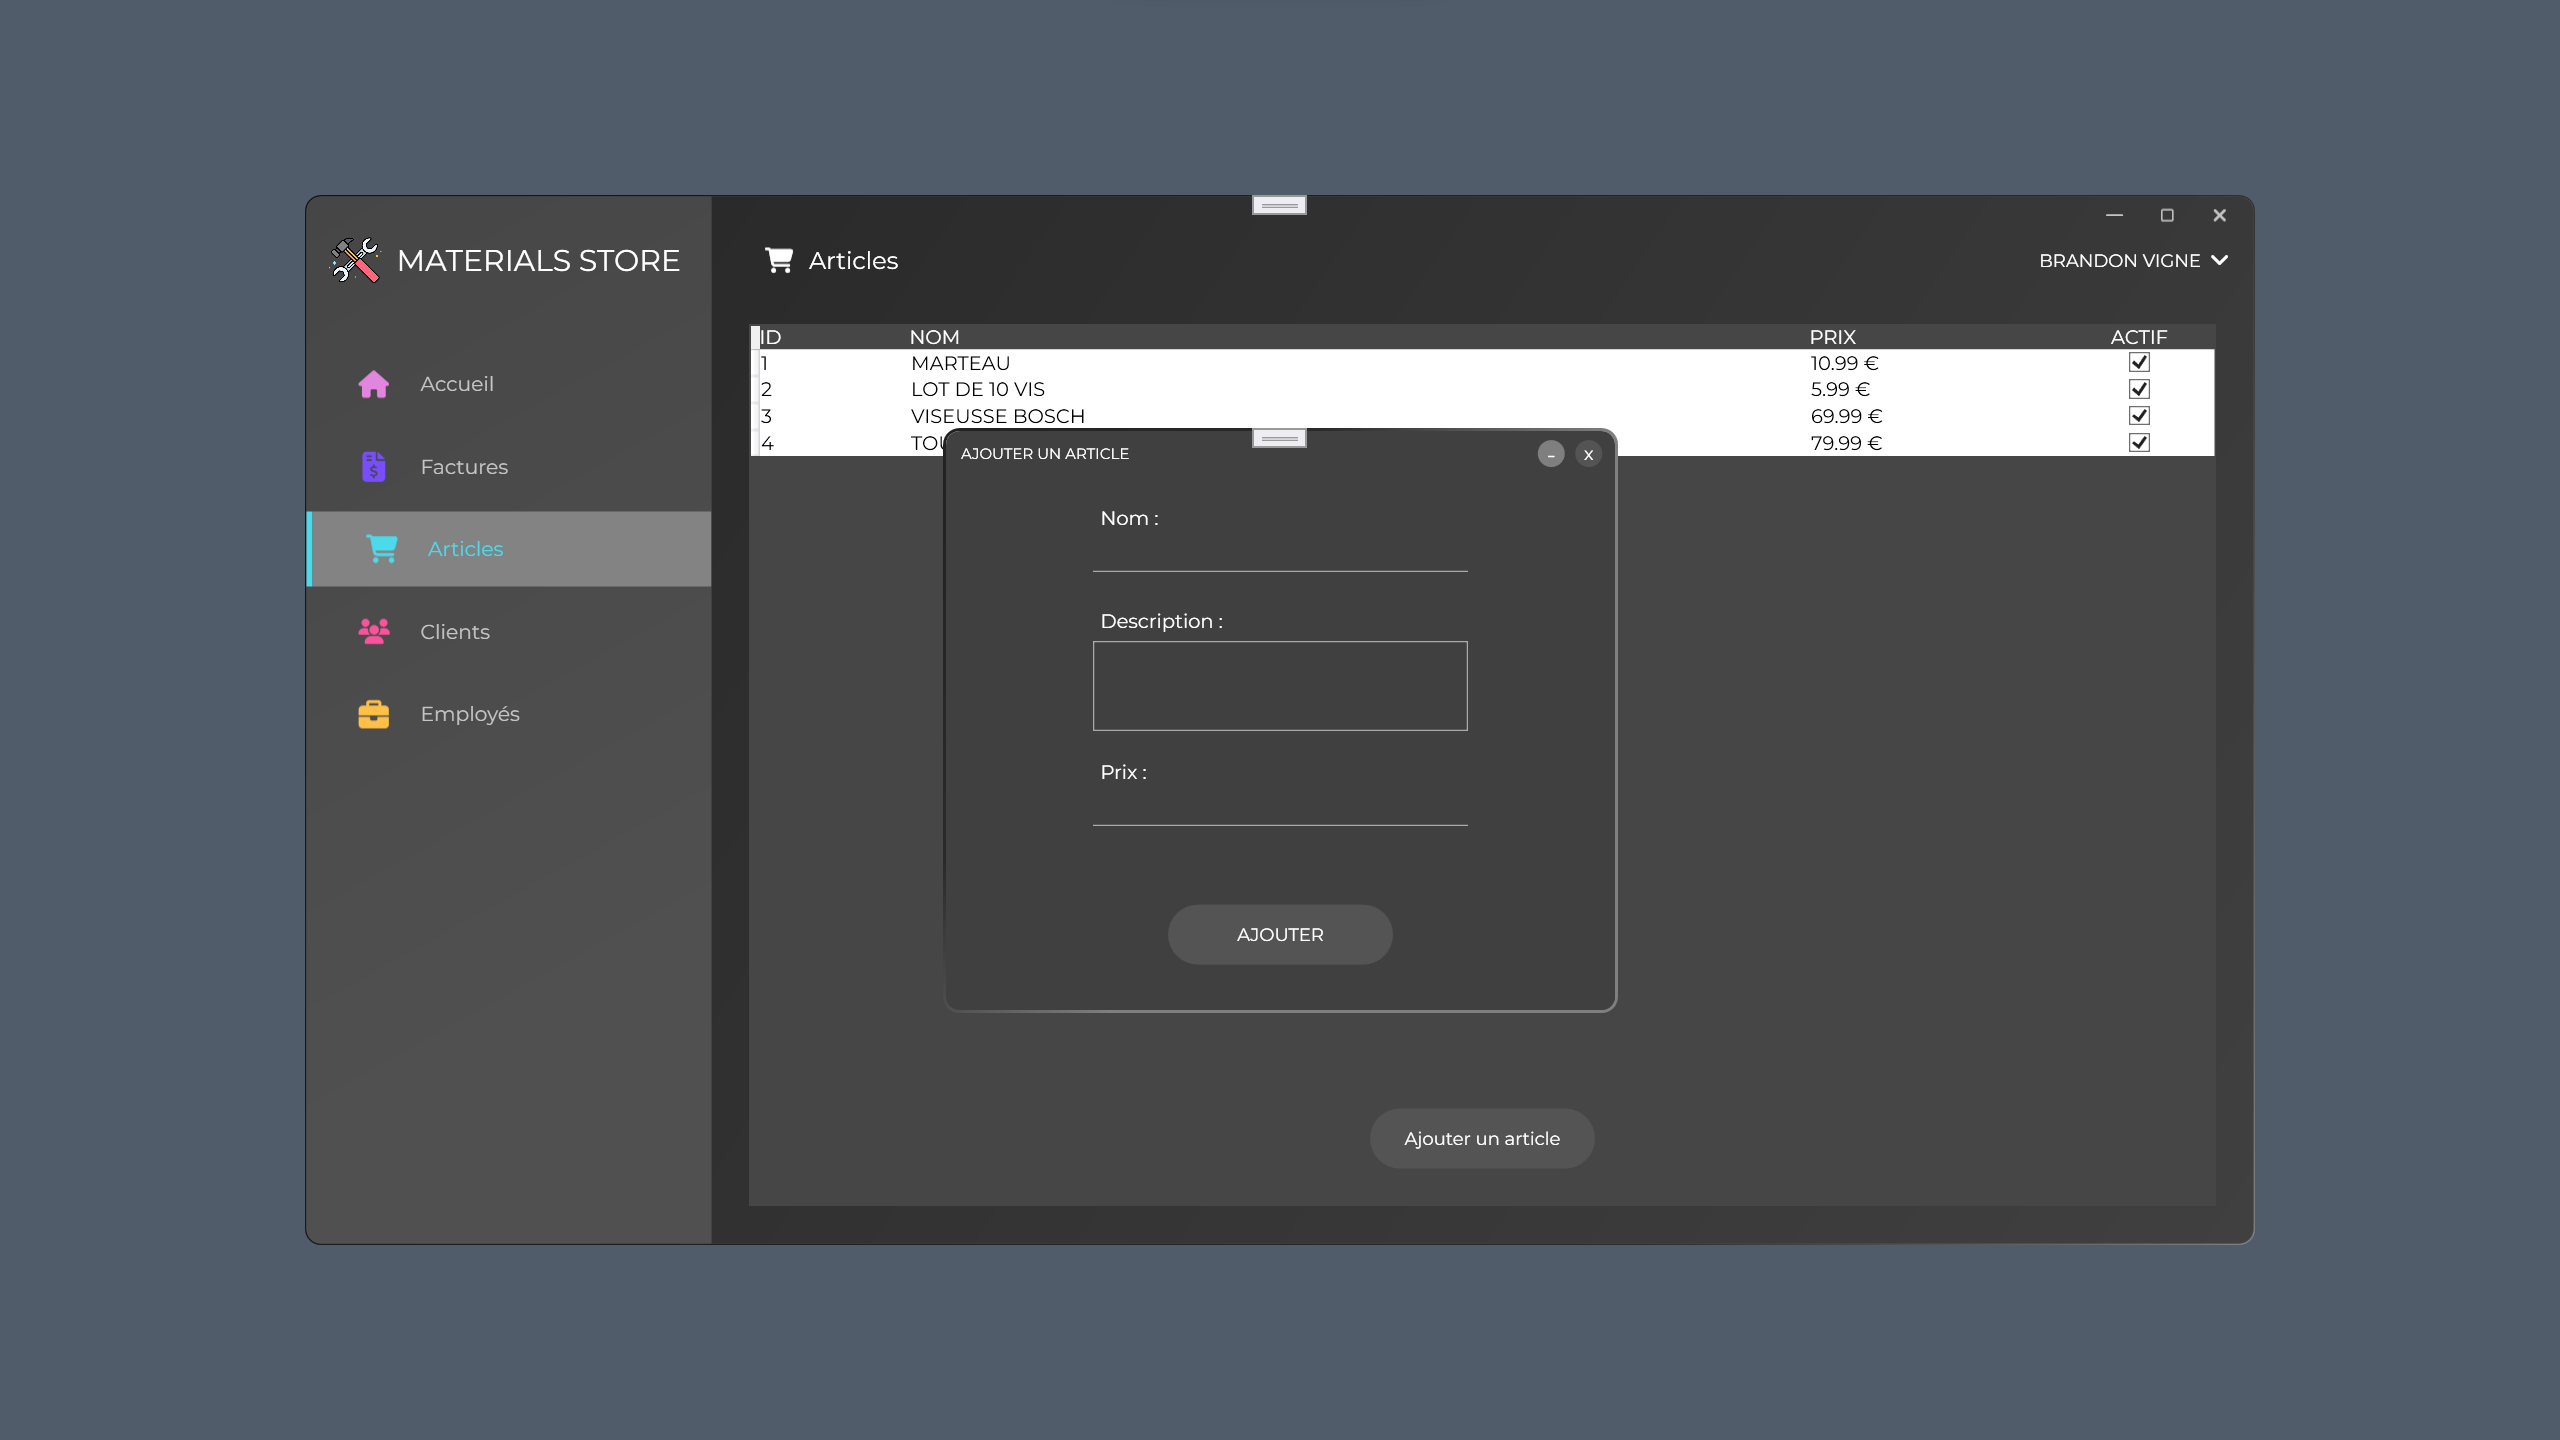 MATERIALS STORE
Accueil
Factures
Articles
Clients
Employés
Articles
BRANDON VIGNE
ID NOM PRIX ACTIF
1 MARTEAU 10.99 €
2 LOT DE 10 VIS 5.99 €
3 VISEUSSE BOSCH 69.99 €
4 79.99 €
AJOUTER UN ARTICLE
Nom :
Description :
Prix :
AJOUTER
Ajouter un article